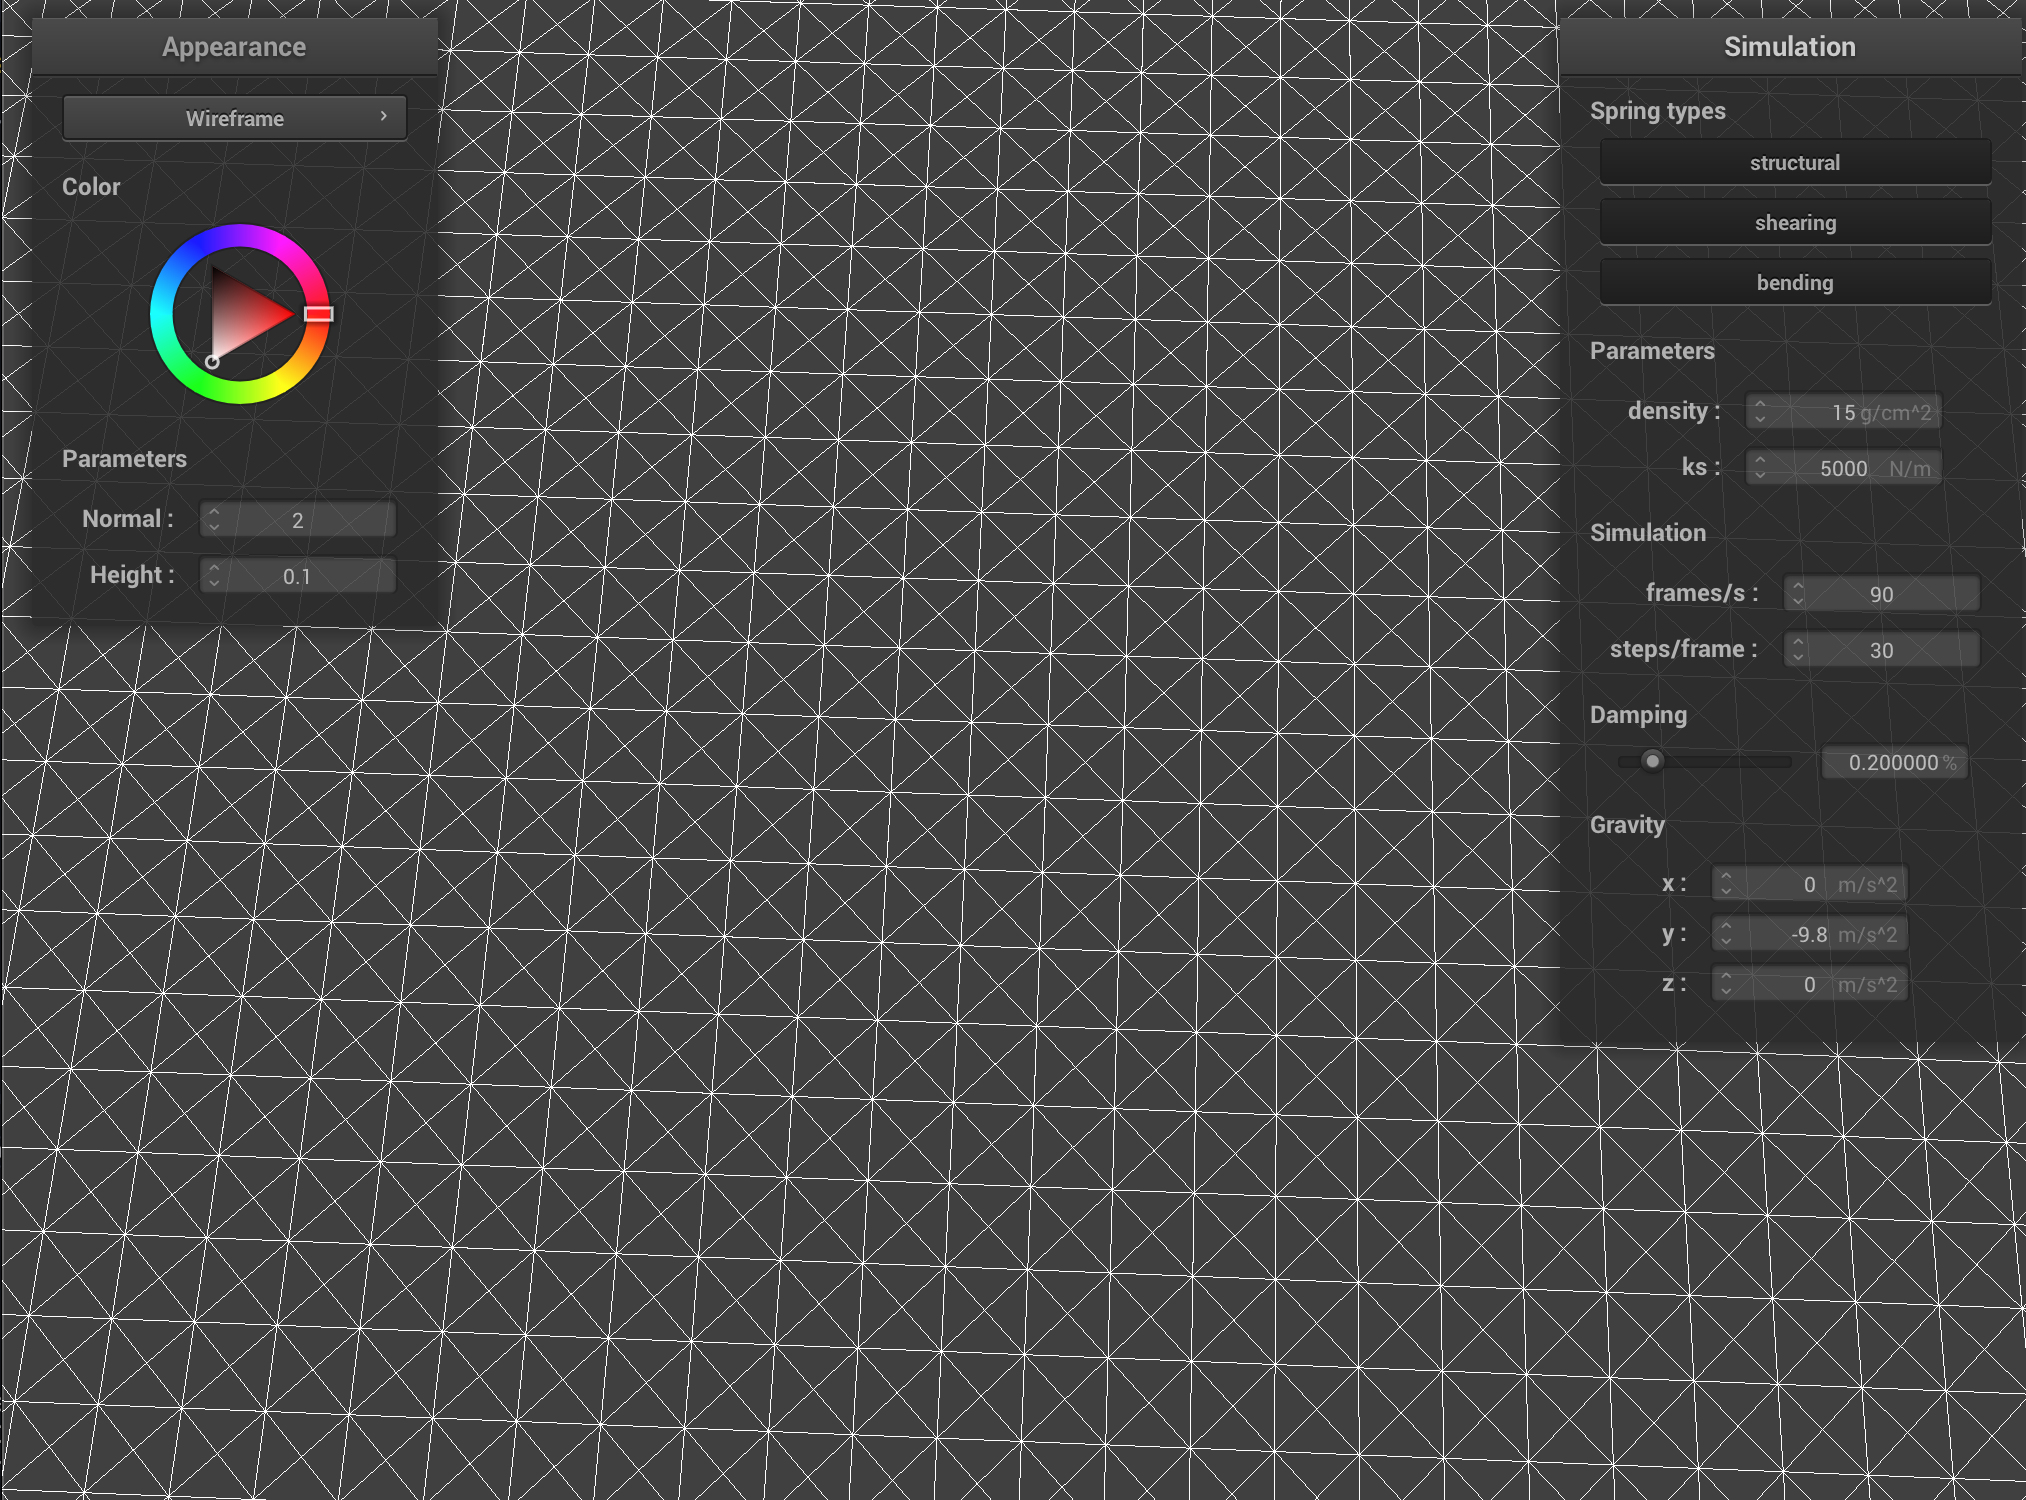 Appearance
Wireframe
Color
Parameters
Normal : 2
Height : 0.1
Simulation
Spring types
structural
shearing
bending
Parameters
density : 15 g/cm^2
ks : 5000 N/m
Simulation
frames/s : 90
steps/frame : 30
Damping
0.200000 %
Gravity
x : 0 m/s^2
y : -9.8 m/s^2
z : 0 m/s^2